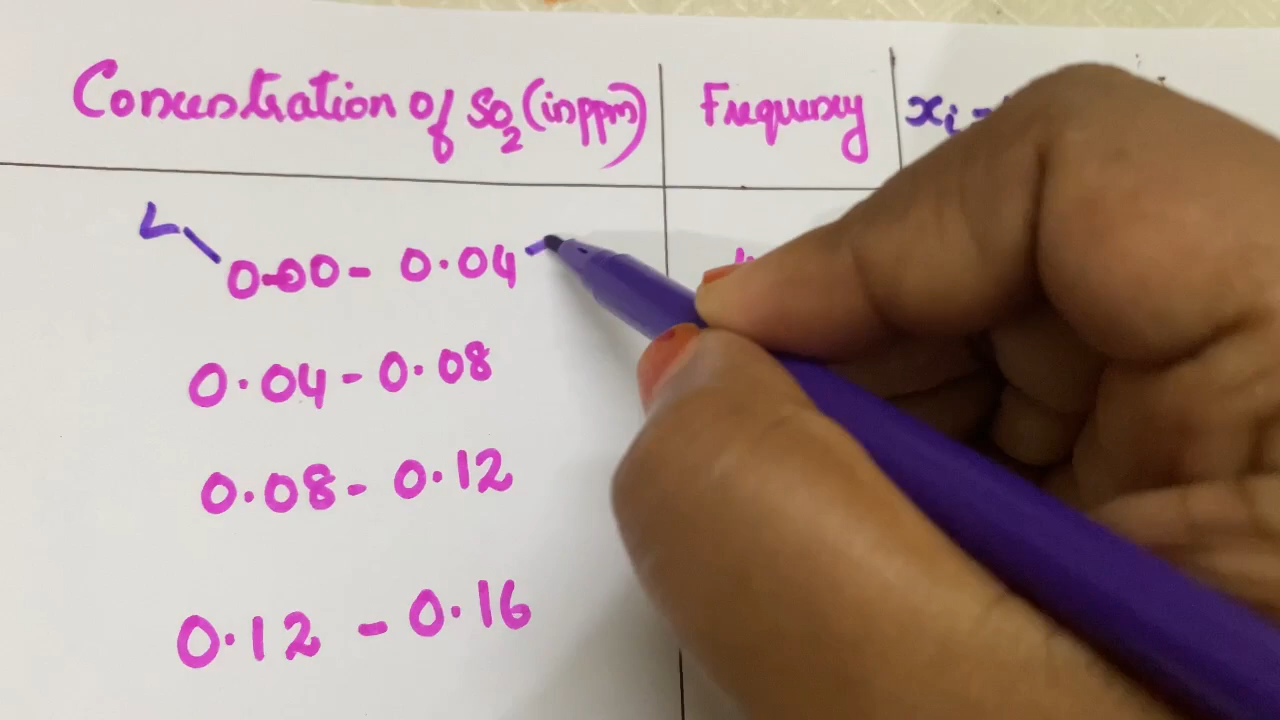 Concentration of SO2 (in ppm) Frequency xi
L 0.00 - 0.04
0.04 - 0.08
0.08 - 0.12
0.12 - 0.16